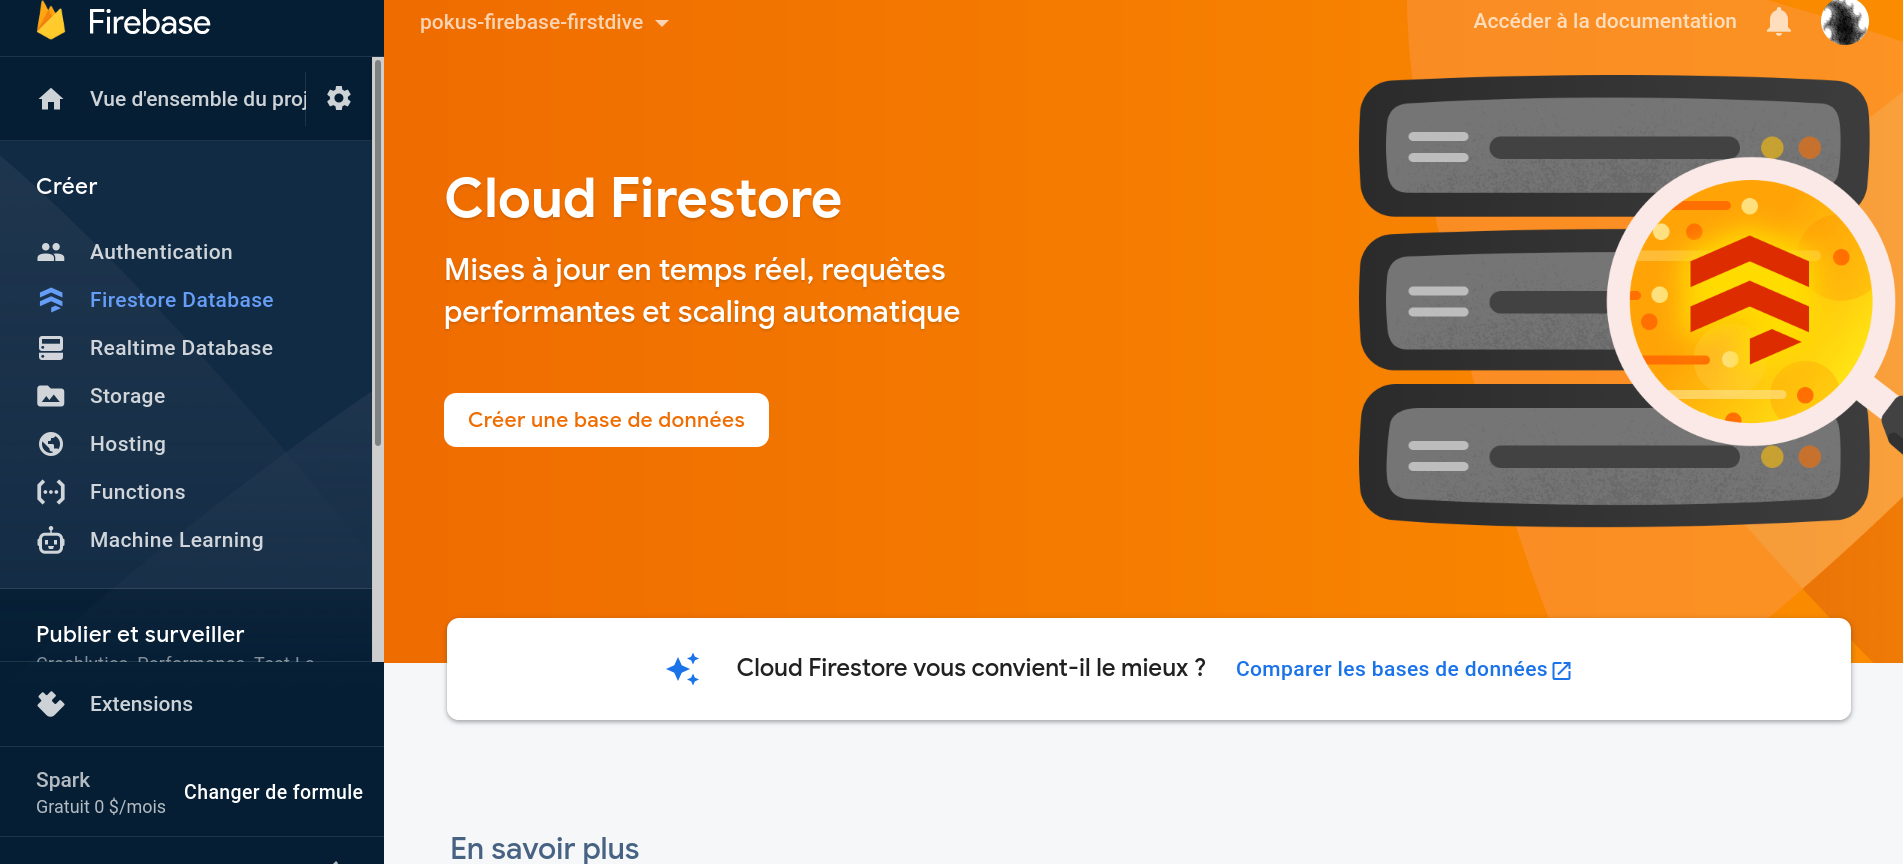 Firebase
Vue d'ensemble du proj
Créer
Authentication
Firestore Database
Realtime Database
Storage
Hosting
Functions
Machine Learning
Publier et surveiller
Extensions
Spark
Gratuit 0 $/mois
Changer de formule
pokus-firebase-firstdive
Accéder à la documentation
Cloud Firestore
Mises à jour en temps réel, requêtes
performantes et scaling automatique
Créer une base de données
Cloud Firestore vous convient-il le mieux ?
Comparer les bases de données
En savoir plus